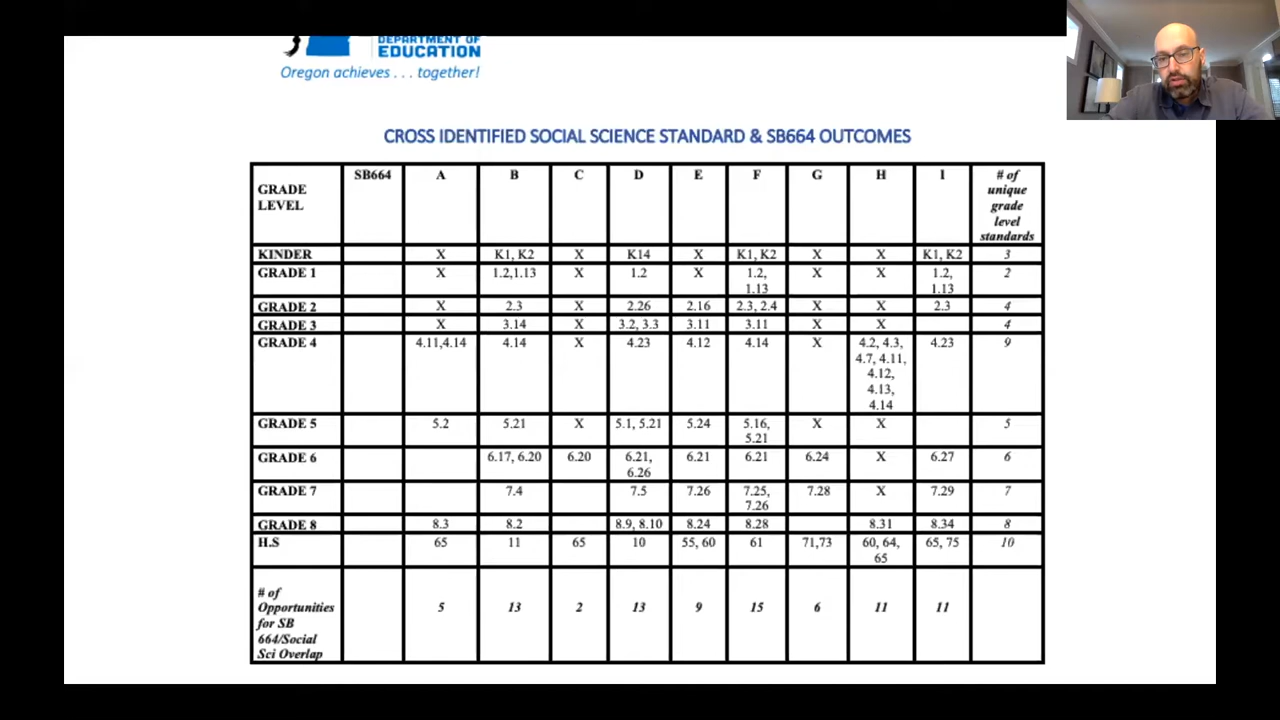 DEPARTMENT OF
EDUCATION
Oregon achieves . . . together!
CROSS IDENTIFIED SOCIAL SCIENCE STANDARD & SB664 OUTCOMES
GRADE LEVEL SB664 A B C D E F G H I # of unique grade level standards
KINDER X K1, K2 X K14 X K1, K2 X X K1, K2 3
GRADE 1 X 1.2,1.13 X 1.2 X 1.2, 1.13 X X 1.2, 1.13 2
GRADE 2 X 2.3 X 2.26 2.16 2.3, 2.4 X X 2.3 4
GRADE 3 X 3.14 X 3.2, 3.3 3.11 3.11 X X 4
GRADE 4 4.11,4.14 4.14 X 4.23 4.12 4.14 X 4.2, 4.3, 4.7, 4.11, 4.12, 4.13, 4.14 4.23 9
GRADE 5 5.2 5.21 X 5.1, 5.21 5.24 5.16, 5.21 X X 5
GRADE 6 6.17, 6.20 6.20 6.21, 6.26 6.21 6.21 6.24 X 6.27 6
GRADE 7 7.4 7.5 7.26 7.25, 7.26 7.28 X 7.29 7
GRADE 8 8.3 8.2 8.9, 8.10 8.24 8.28 8.31 8.34 8
H.S 65 11 65 10 55, 60 61 71,73 60, 64, 65 65, 75 10
# of Opportunities for SB 664/Social Sci Overlap 5 13 2 13 9 15 6 11 11